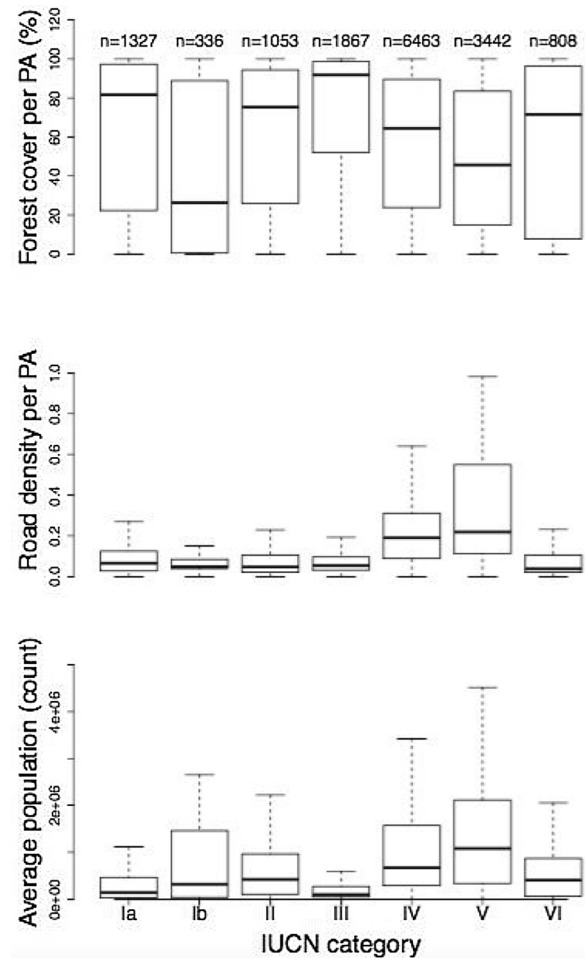 Forest cover per PA (%)
120
100
80
60
40
20
0
n=1327 n=336 n=1053 n=1867 n=6463 n=3442 n=808
Road density per PA
1.0
0.8
0.6
0.4
0.2
0.0
Average population (count)
4e+06
2e+06
0e+00
Ia Ib II III IV V VI
IUCN category